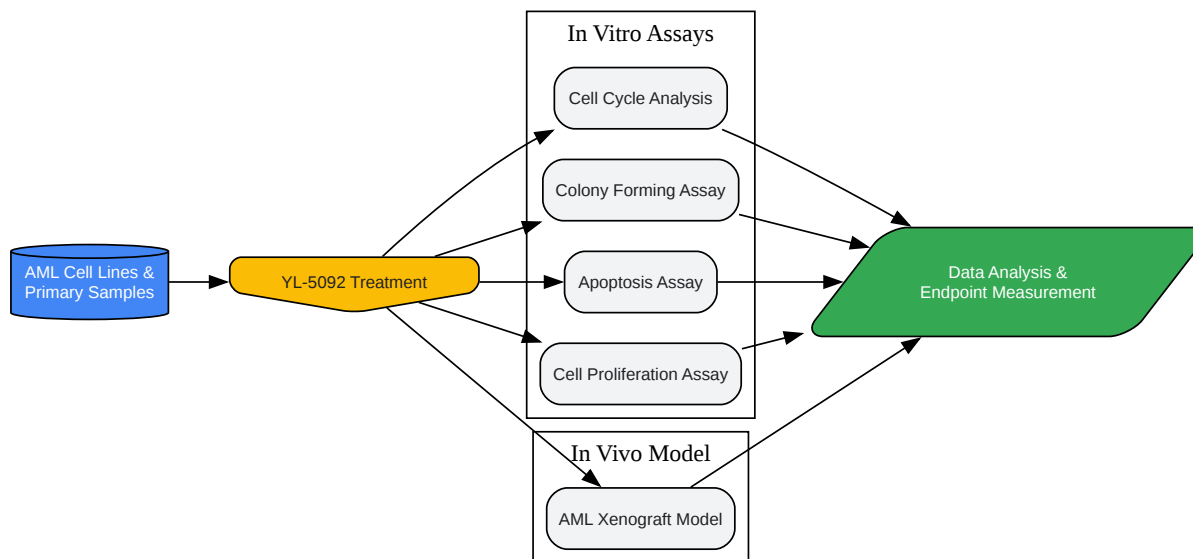 In Vitro Assays
Cell Cycle Analysis
Colony Forming Assay
AML Cell Lines &
Primary Samples
YL-5092 Treatment
Apoptosis Assay
Data Analysis &
Endpoint Measurement
Cell Proliferation Assay
In Vivo Model
AML Xenograft Model